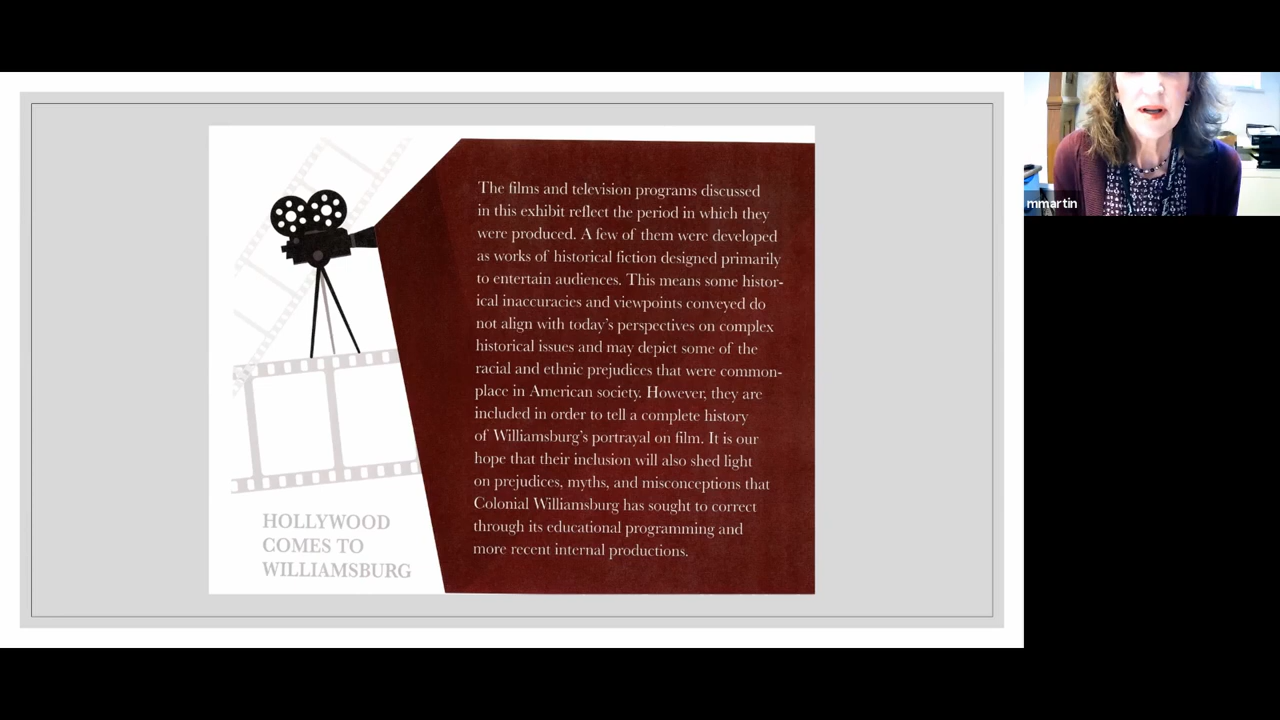 The films and television programs discussed
in this exhibit reflect the period in which they
were produced. A few of them were developed
as works of historical fiction designed primarily
to entertain audiences. This means some histor-
ical inaccuracies and viewpoints conveyed do
not align with today's perspectives on complex
historical issues and may depict some of the
racial and ethnic prejudices that were common-
place in American society. However, they are
included in order to tell a complete history
of Williamsburg's portrayal on film. It is our
hope that their inclusion will also shed light
on prejudices, myths, and misconceptions that
Colonial Williamsburg has sought to correct
through its educational programming and
more recent internal productions.
HOLLYWOOD
COMES TO
WILLIAMSBURG
mmartin